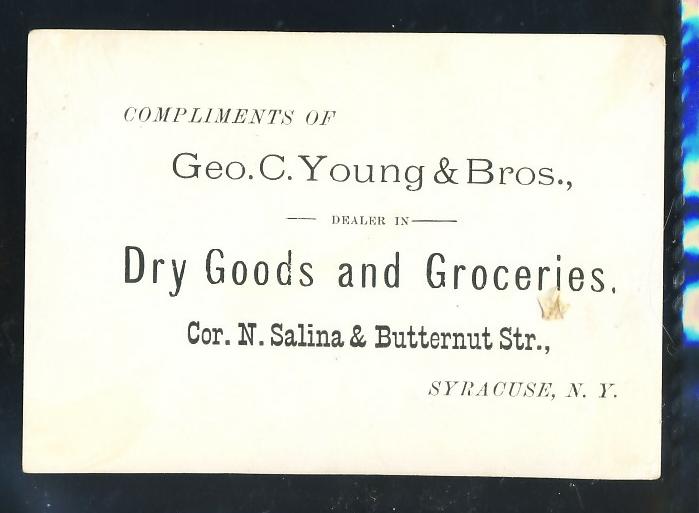 COMPLIMENTS OF
Geo. C. Young & Bros.,
DEALER IN
Dry Goods and Groceries.
Cor. N. Salina & Butternut Str.,
SYRACUSE, N. Y.